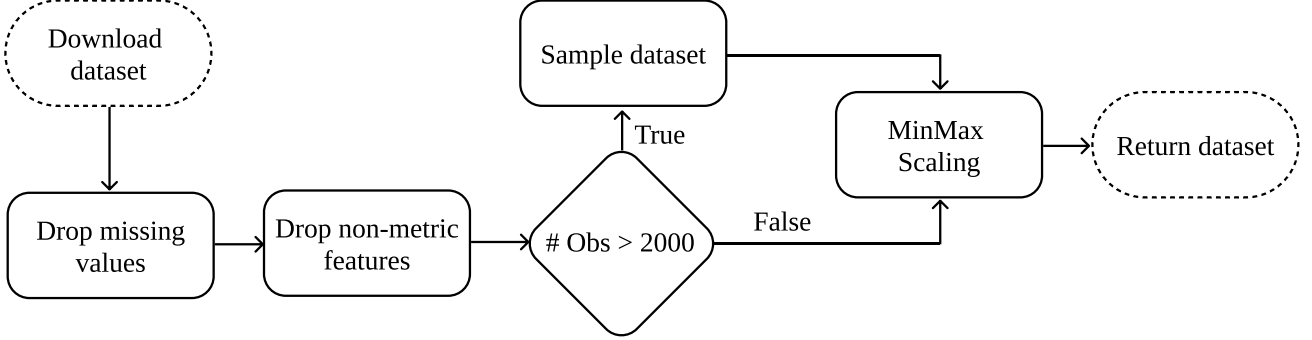 Download
dataset
Drop missing
values
Drop non-metric
features
# Obs > 2000
True
False
Sample dataset
MinMax
Scaling
Return dataset